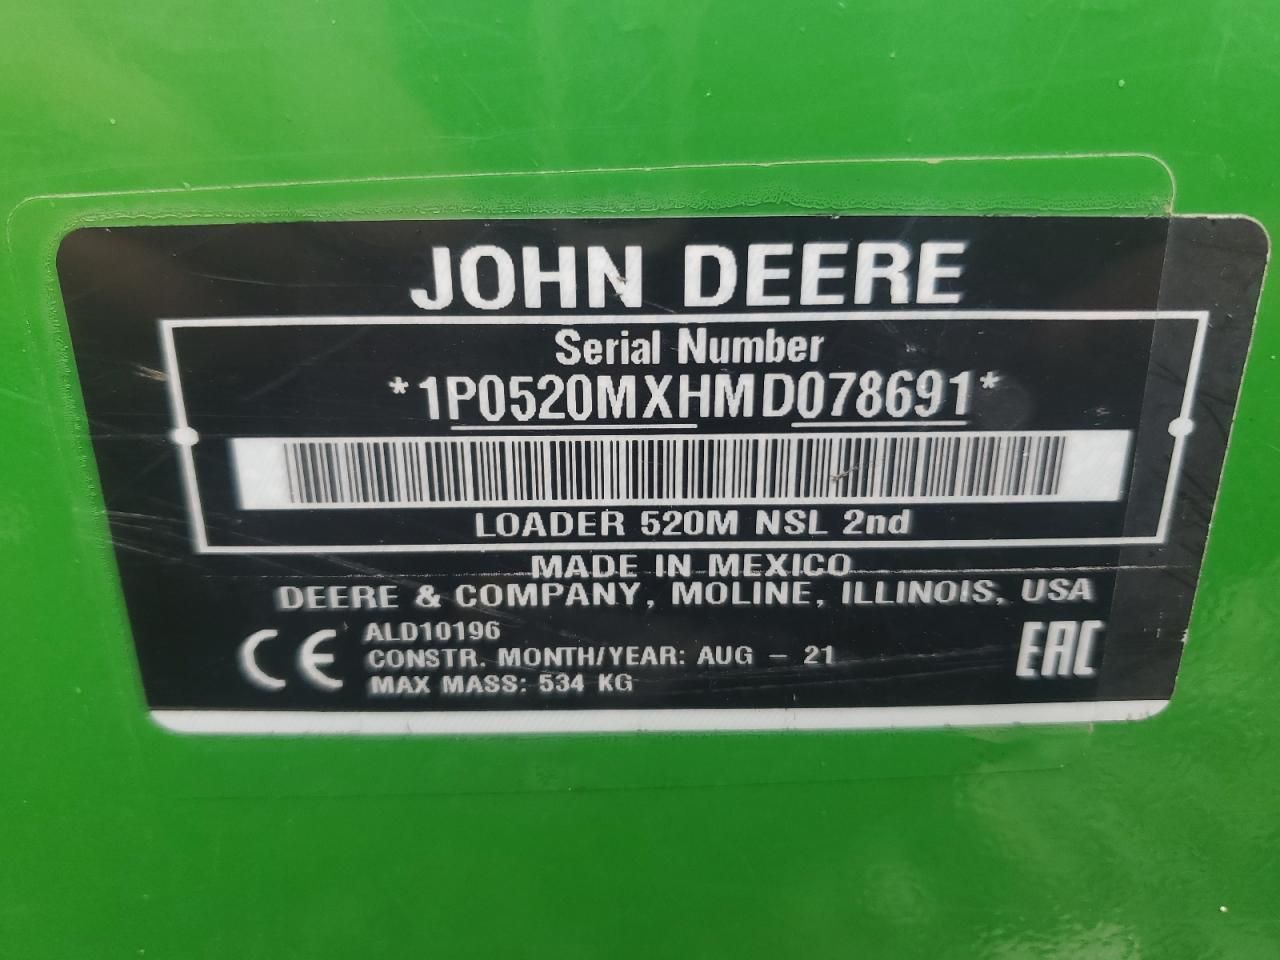 JOHN DEERE
Serial Number
*1P0520MXHMD078691*
LOADER 520M NSL 2nd
MADE IN MEXICO
DEERE & COMPANY, MOLINE, ILLINOIS, USA
CE
ALD10196
CONSTR. MONTH/YEAR: AUG - 21
MAX MASS: 534 KG
EAC